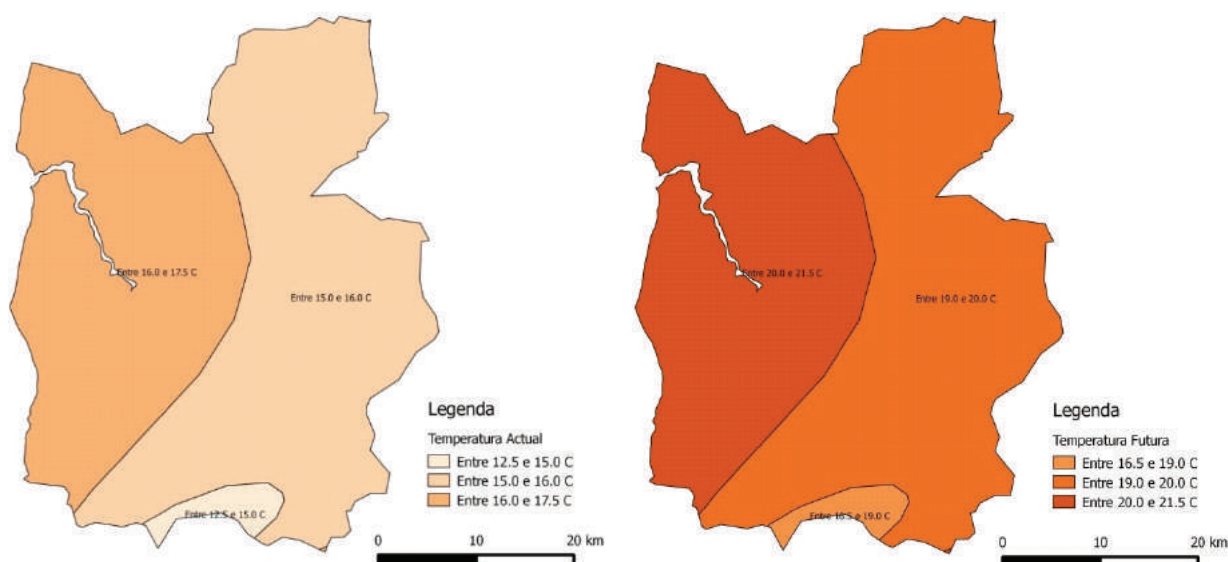 Entre 16.0 e 17.5 C
Entre 15.0 e 16.0 C
Entre 12.5 e 15.0 C
Legenda
Temperatura Actual
Entre 12.5 e 15.0 C
Entre 15.0 e 16.0 C
Entre 16.0 e 17.5 C
0 10 20 km
Entre 20.0 e 21.5 C
Entre 19.0 e 20.0 C
Entre 16.5 e 19.0 C
Legenda
Temperatura Futura
Entre 16.5 e 19.0 C
Entre 19.0 e 20.0 C
Entre 20.0 e 21.5 C
0 10 20 km